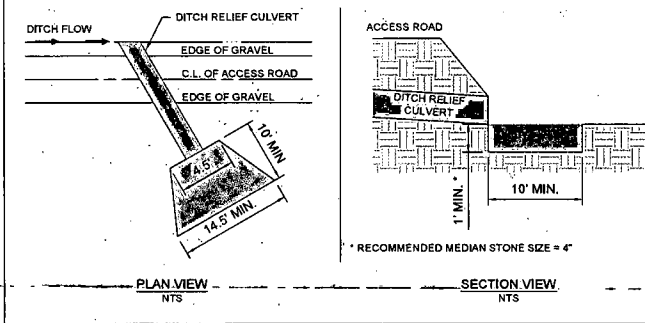 DITCH FLOW
DITCH RELIEF CULVERT
EDGE OF GRAVEL
C.L. OF ACCESS ROAD
EDGE OF GRAVEL
10' MIN
4.5'
14.5' MIN.
PLAN VIEW
NTS
ACCESS ROAD
DITCH RELIEF
CULVERT
1' MIN. *
10' MIN.
* RECOMMENDED MEDIAN STONE SIZE = 4"
SECTION VIEW
NTS